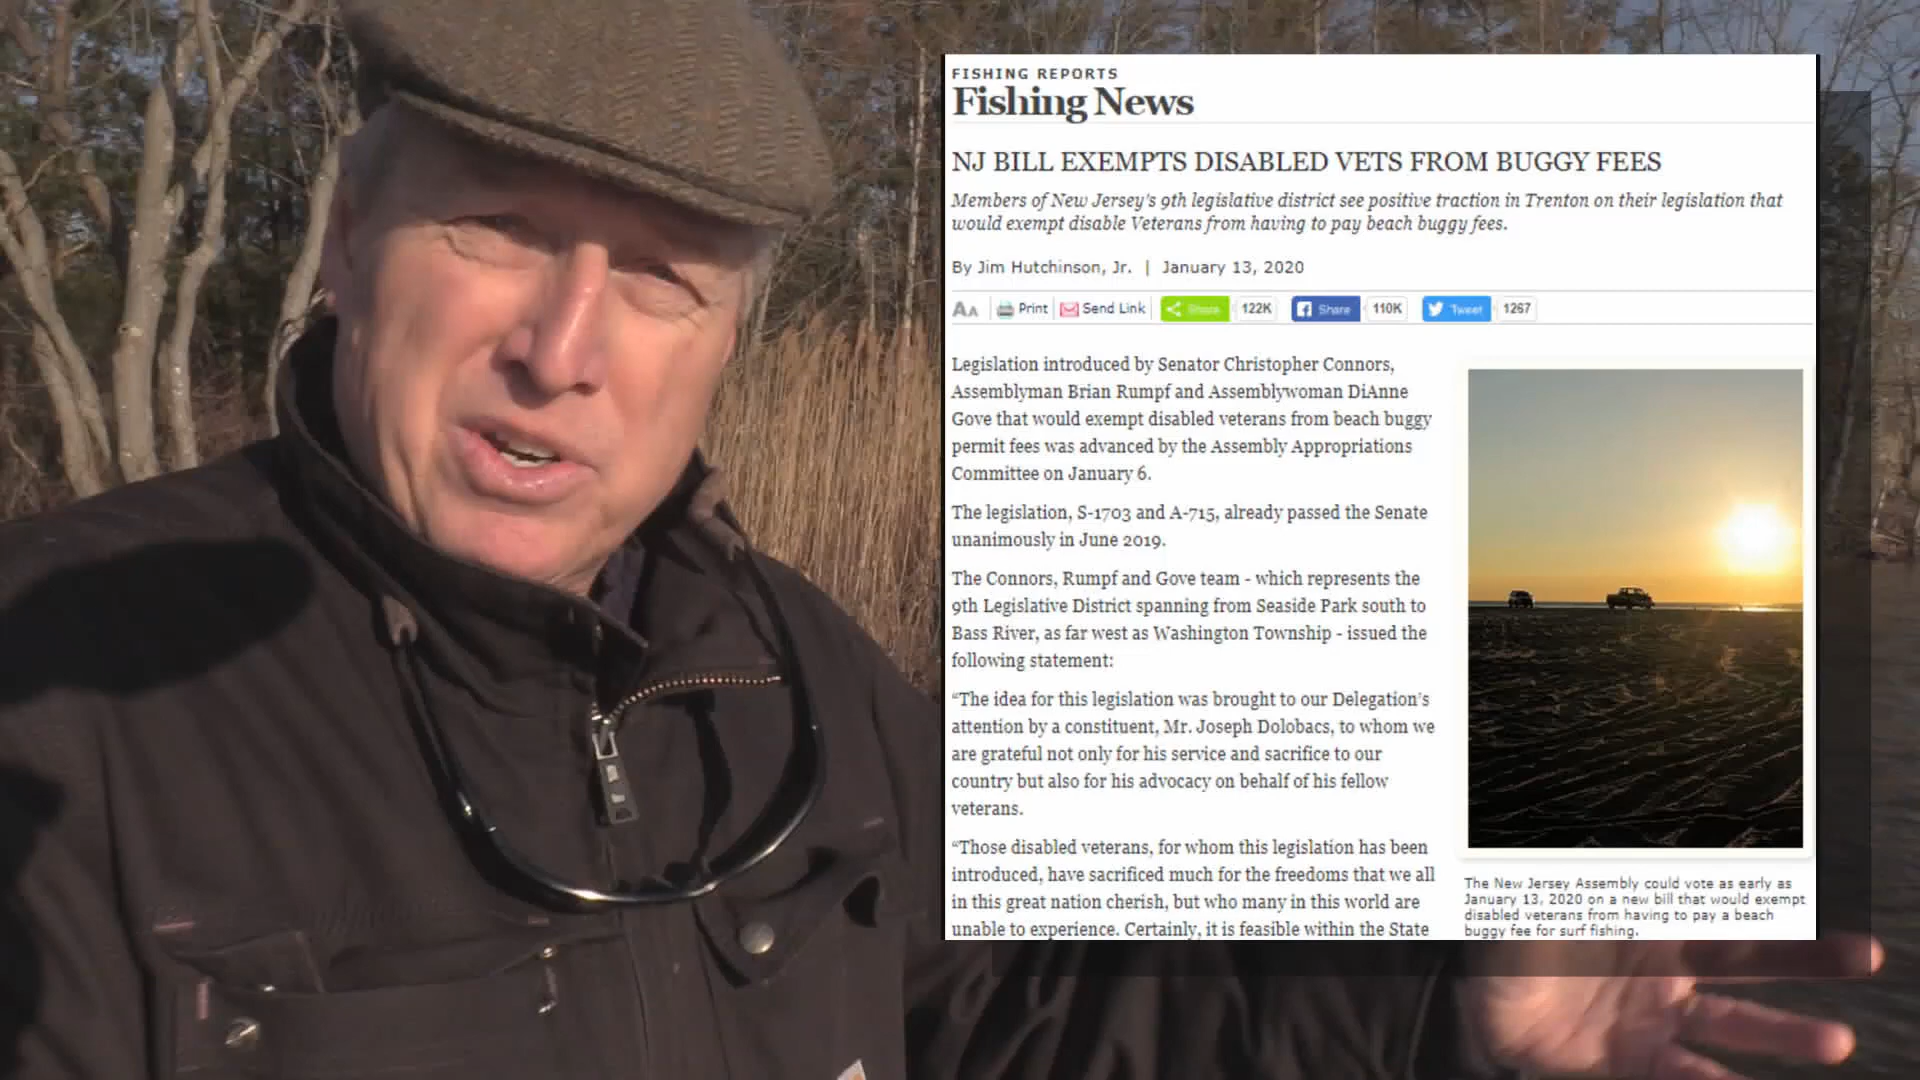 FISHING REPORTS
Fishing News
NJ BILL EXEMPTS DISABLED VETS FROM BUGGY FEES
Members of New Jersey's 9th legislative district see positive traction in Trenton on their legislation that
would exempt disable Veterans from having to pay beach buggy fees.
By Jim Hutchinson, Jr. | January 13, 2020
AA Print Send Link Share 122K Share 110K Tweet 1267
Legislation introduced by Senator Christopher Connors,
Assemblyman Brian Rumpf and Assemblywoman DiAnne
Gove that would exempt disabled veterans from beach buggy
permit fees was advanced by the Assembly Appropriations
Committee on January 6.
The legislation, S-1703 and A-715, already passed the Senate
unanimously in June 2019.
The Connors, Rumpf and Gove team - which represents the
9th Legislative District spanning from Seaside Park south to
Bass River, as far west as Washington Township - issued the
following statement:
“The idea for this legislation was brought to our Delegation’s
attention by a constituent, Mr. Joseph Dolobacs, to whom we
are grateful not only for his service and sacrifice to our
country but also for his advocacy on behalf of his fellow
veterans.
“Those disabled veterans, for whom this legislation has been
introduced, have sacrificed much for the freedoms that we all
in this great nation cherish, but who many in this world are
unable to experience. Certainly, it is feasible within the State
The New Jersey Assembly could vote as early as
January 13, 2020 on a new bill that would exempt
disabled veterans from having to pay a beach
buggy fee for surf fishing.